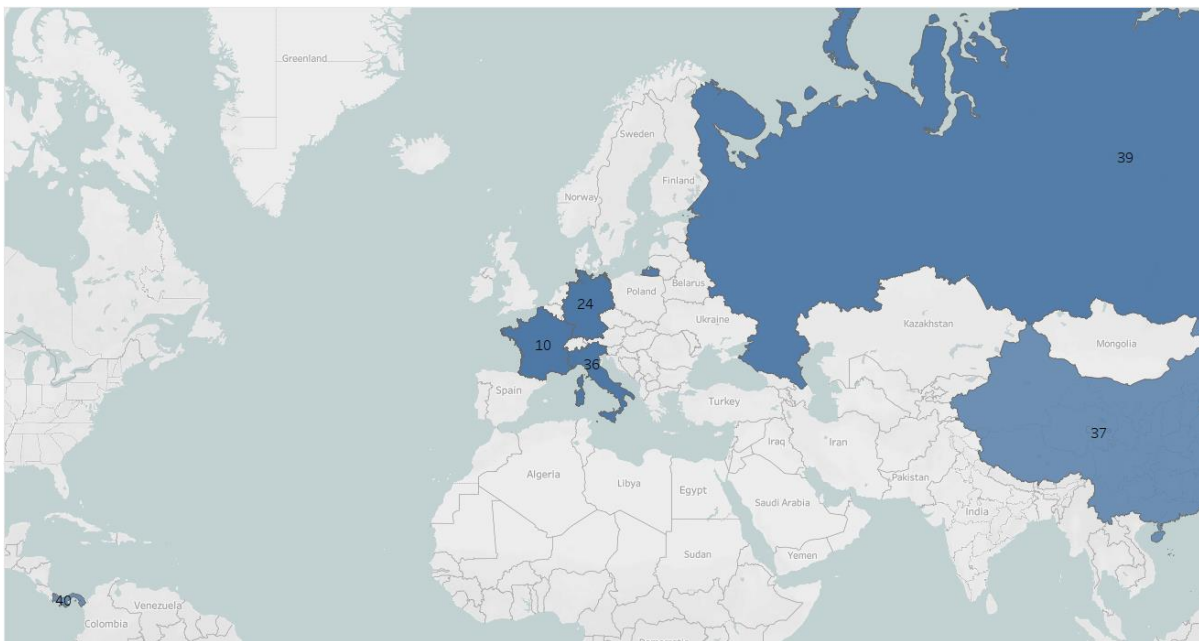 Greenland
39
Sweden
Finland
Norway
Belarus
Poland
24
Ukraine
Kazakhstan
10
Mongolia
36
Spain
Turkey
37
Iraq
Iran
Algeria
Libya
Egypt
Pakistan
Saudi Arabia
India
Sudan
Yemen
40
Venezuela
Colombia